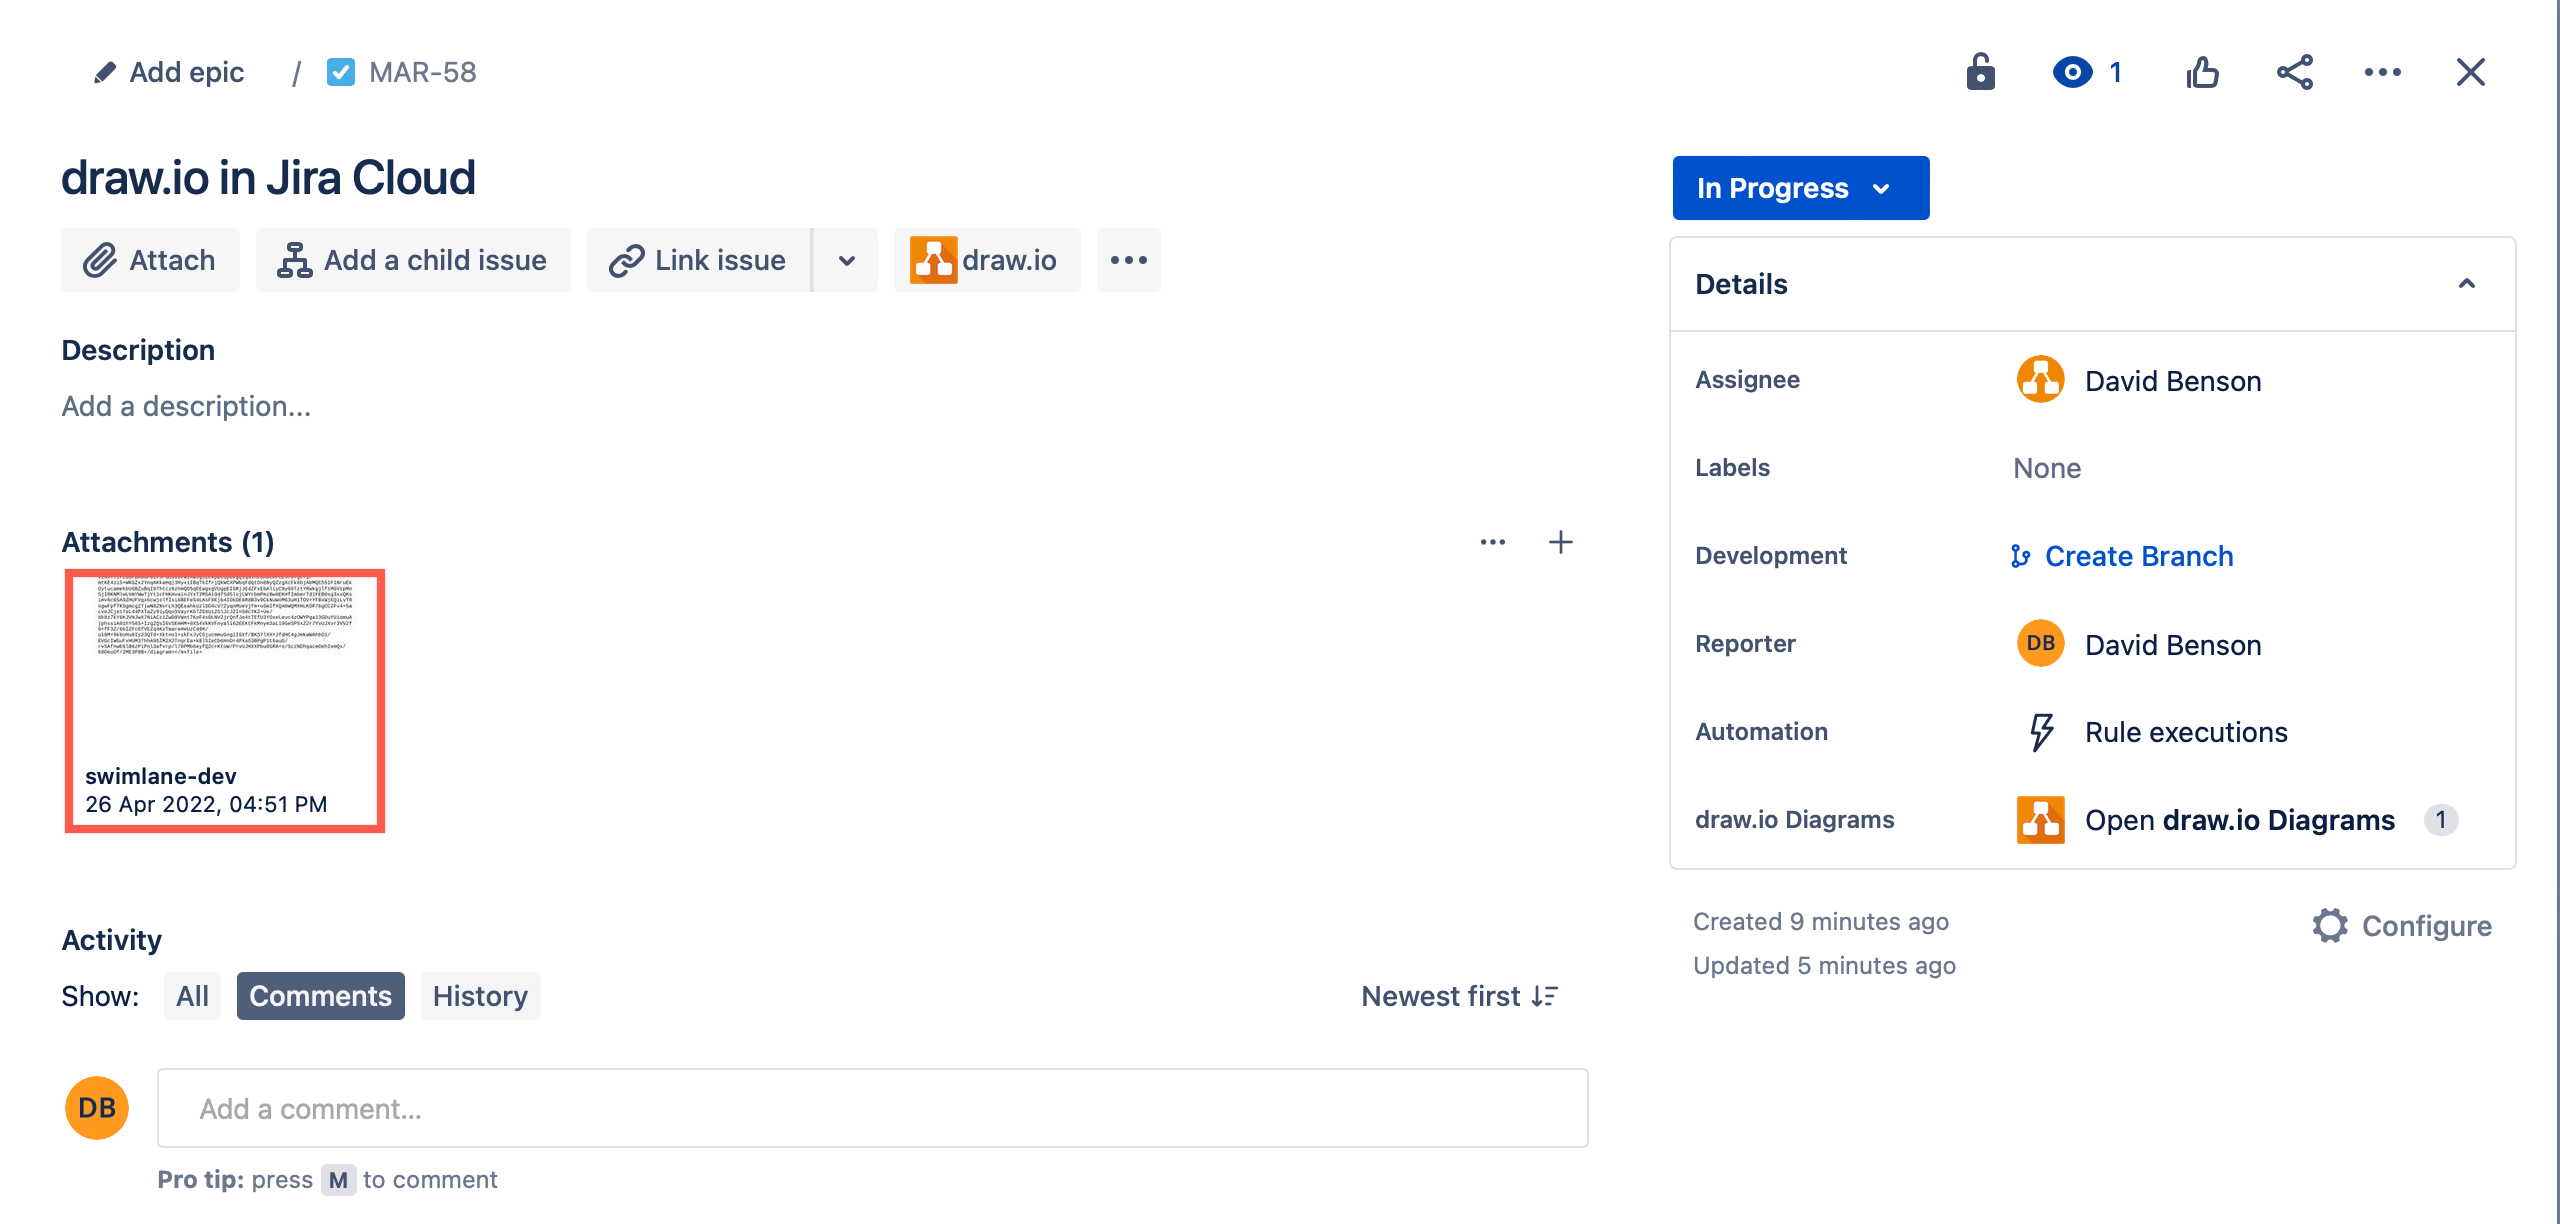 Add epic / MAR-58
1
draw.io in Jira Cloud
In Progress
Attach
Add a child issue
Link issue
draw.io
Details
Description
Add a description...
Assignee
David Benson
Labels
None
Attachments (1)
Development
Create Branch
swimlane-dev
26 Apr 2022, 04:51 PM
Reporter
DB
David Benson
Automation
Rule executions
draw.io Diagrams
Open draw.io Diagrams 1
Created 9 minutes ago
Configure
Updated 5 minutes ago
Activity
Show: All Comments History
Newest first
DB
Add a comment...
Pro tip: press M to comment